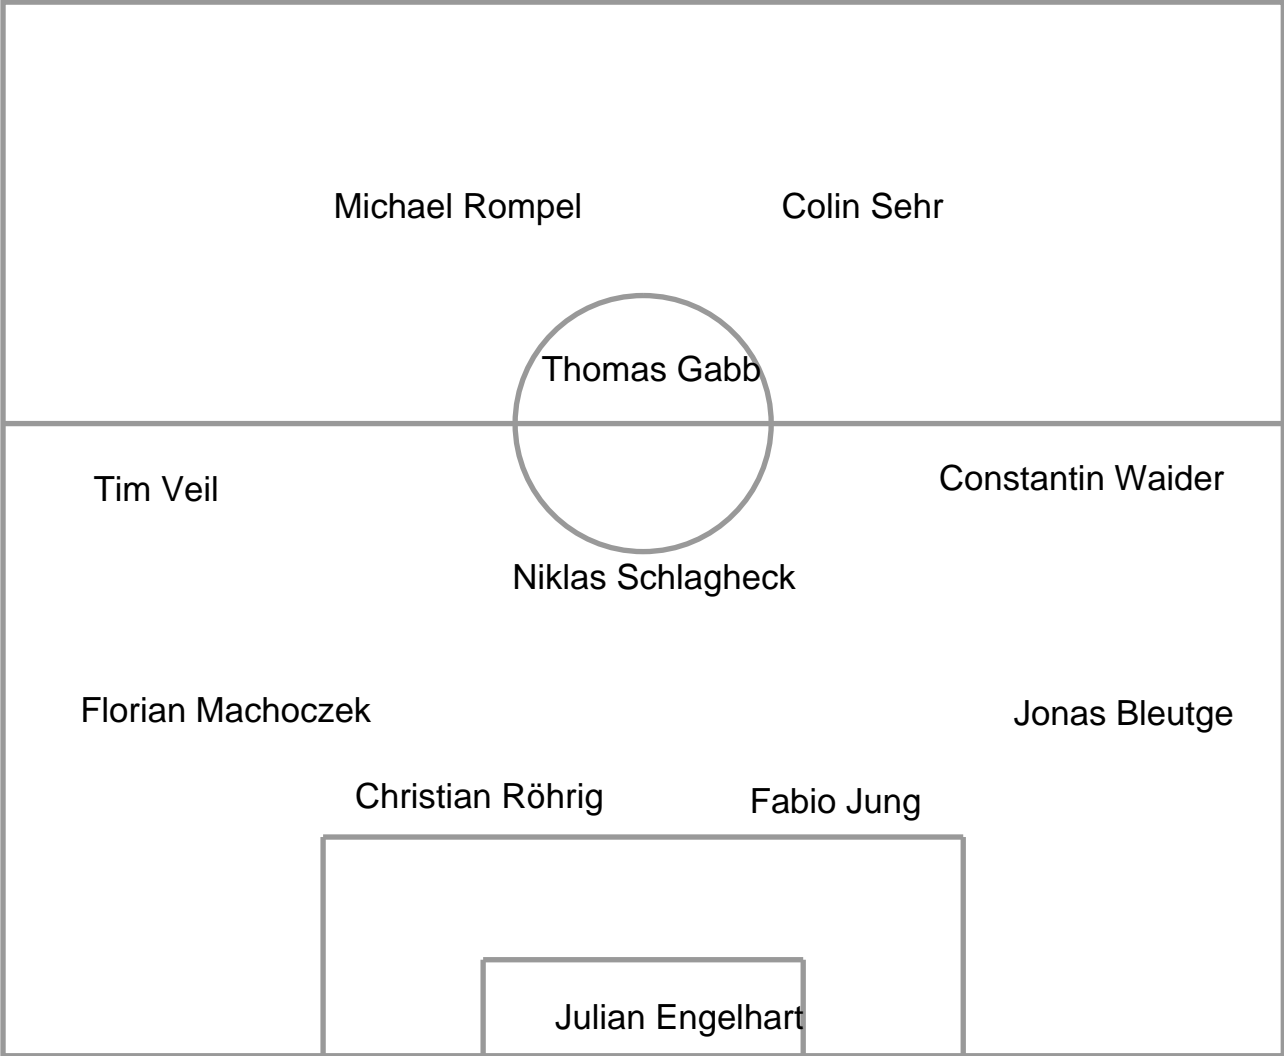 Michael Rompel
Colin Sehr
Thomas Gabb
Tim Veil
Constantin Waider
Niklas Schlagheck
Florian Machoczek
Jonas Bleutge
Christian Röhrig
Fabio Jung
Julian Engelhart